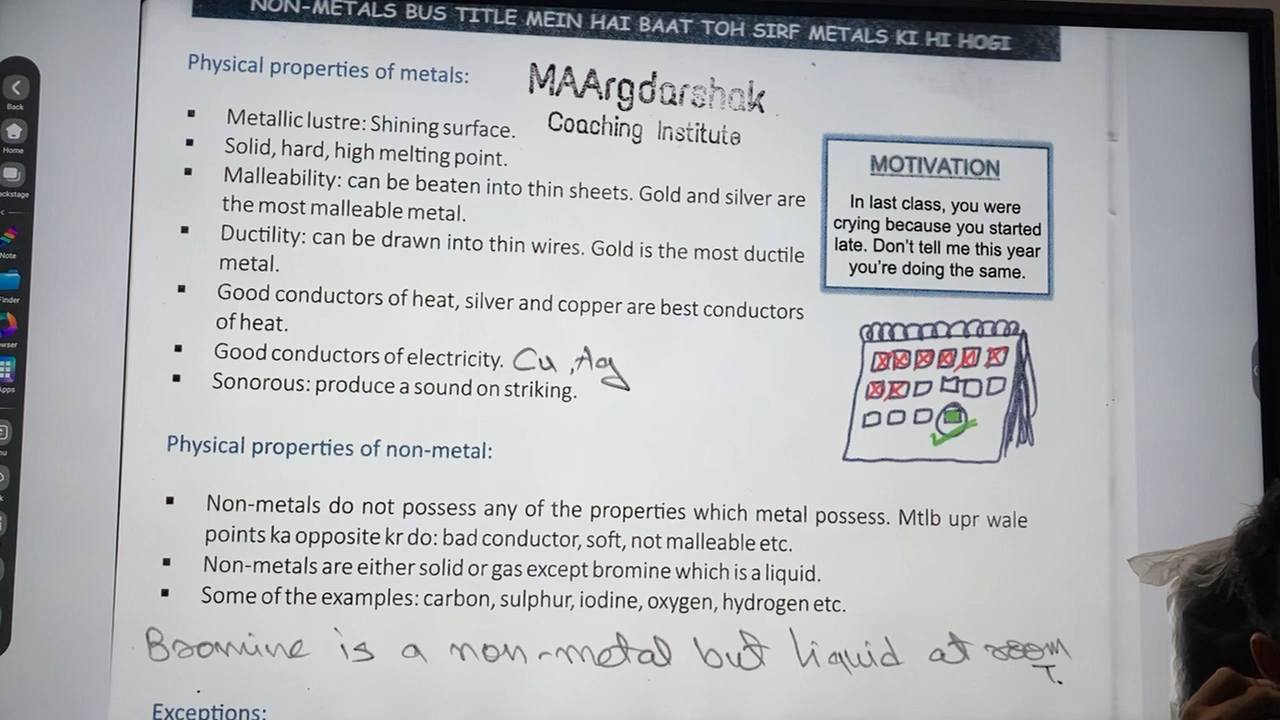 NON-METALS BUS TITLE MEIN HAI BAAT TOH SIRF METALS KI HI HOGI
Physical properties of metals:
MAArgdarshak
Coaching Institute
▪ Metallic lustre: Shining surface.
▪ Solid, hard, high melting point.
▪ Malleability: can be beaten into thin sheets. Gold and silver are
the most malleable metal.
▪ Ductility: can be drawn into thin wires. Gold is the most ductile
metal.
▪ Good conductors of heat, silver and copper are best conductors
of heat.
▪ Good conductors of electricity. Cu, Ag
▪ Sonorous: produce a sound on striking.
MOTIVATION
In last class, you were
crying because you started
late. Don't tell me this year
you're doing the same.
Physical properties of non-metal:
▪ Non-metals do not possess any of the properties which metal possess. Mtlb upr wale
points ka opposite kr do: bad conductor, soft, not malleable etc.
▪ Non-metals are either solid or gas except bromine which is a liquid.
▪ Some of the examples: carbon, sulphur, iodine, oxygen, hydrogen etc.
Bromine is a non-metal but liquid at room
T.
Exceptions:
Back
Home
ackstage
Note
Finder
wser
Apps